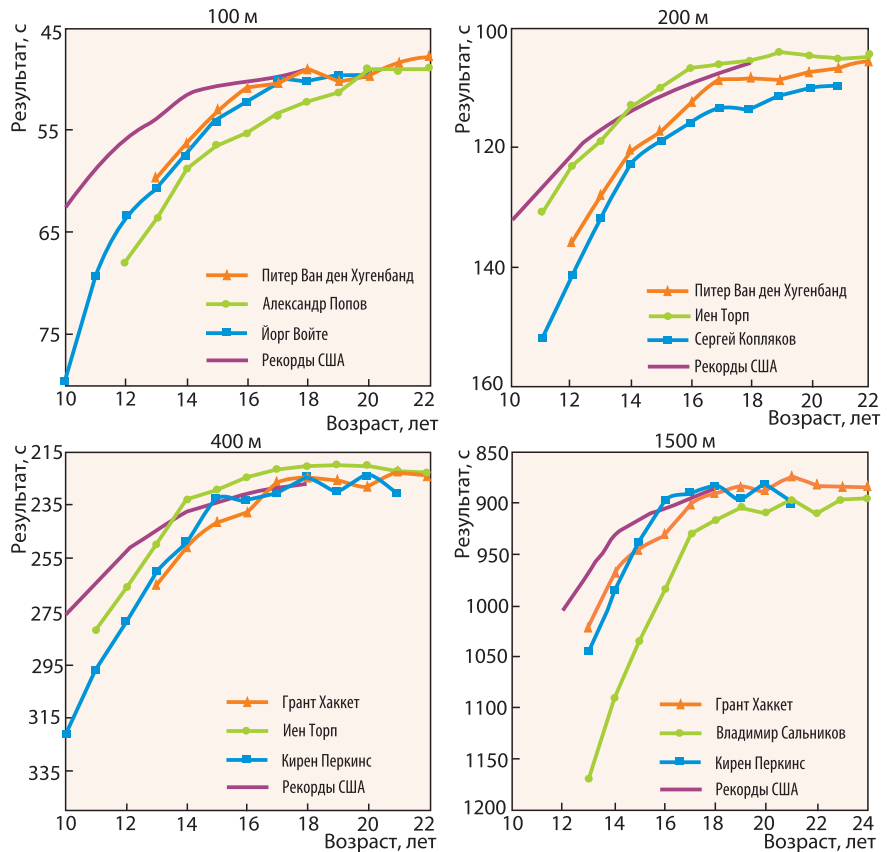 100 м
Результат, с
45
55
65
75
Питер Ван ден Хугенбанд
Александр Попов
Йорг Войте
Рекорды США
10 12 14 16 18 20 22
Возраст, лет
200 м
Результат, с
100
120
140
160
Питер Ван ден Хугенбанд
Иен Торп
Сергей Копляков
Рекорды США
10 12 14 16 18 20 22
Возраст, лет
400 м
Результат, с
215
235
255
275
295
315
335
Грант Хаккет
Иен Торп
Кирен Перкинс
Рекорды США
10 12 14 16 18 20 22
Возраст, лет
1500 м
Результат, с
850
900
950
1000
1050
1100
1150
1200
Грант Хаккет
Владимир Сальников
Кирен Перкинс
Рекорды США
10 12 14 16 18 20 22 24
Возраст, лет